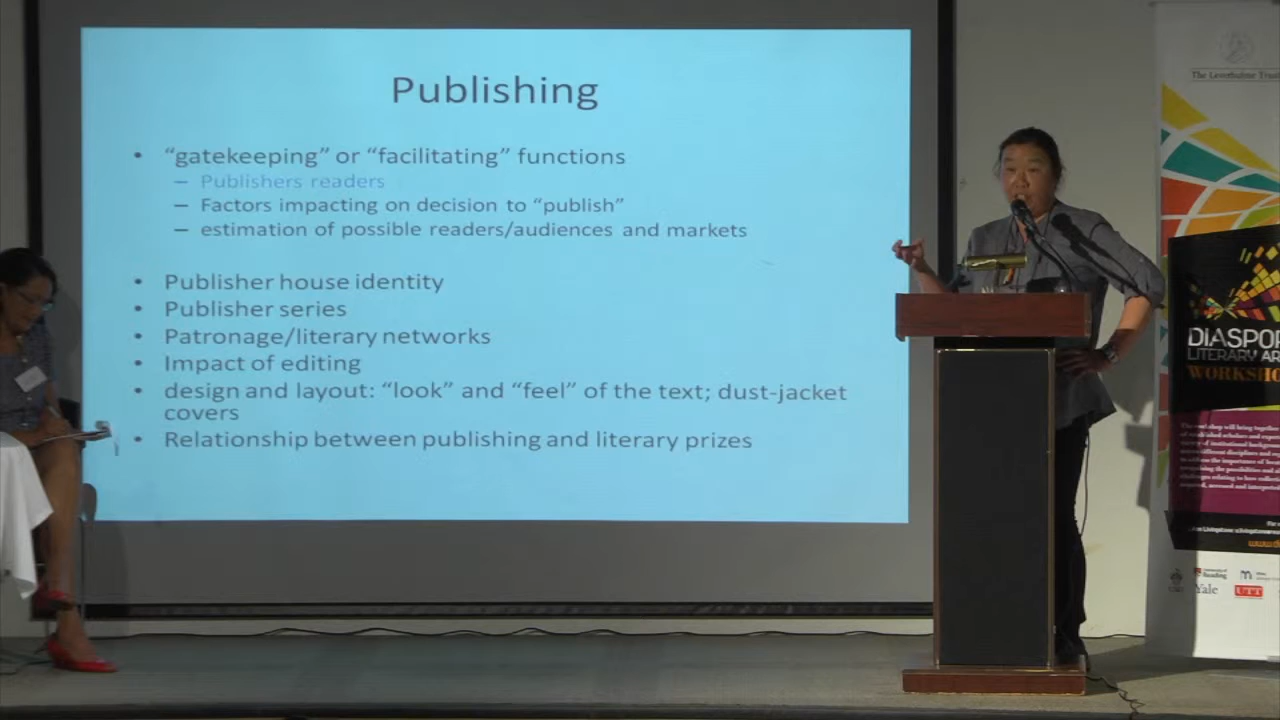 Publishing
• “gatekeeping” or “facilitating” functions
– Publishers readers
– Factors impacting on decision to “publish”
– estimation of possible readers/audiences and markets
• Publisher house identity
• Publisher series
• Patronage/literary networks
• Impact of editing
• design and layout: “look” and “feel” of the text; dust-jacket
covers
• Relationship between publishing and literary prizes
The Leverhulme Trust
DIASPOR
LITERARY AR
WORKSHO
University of
Reading
Yale